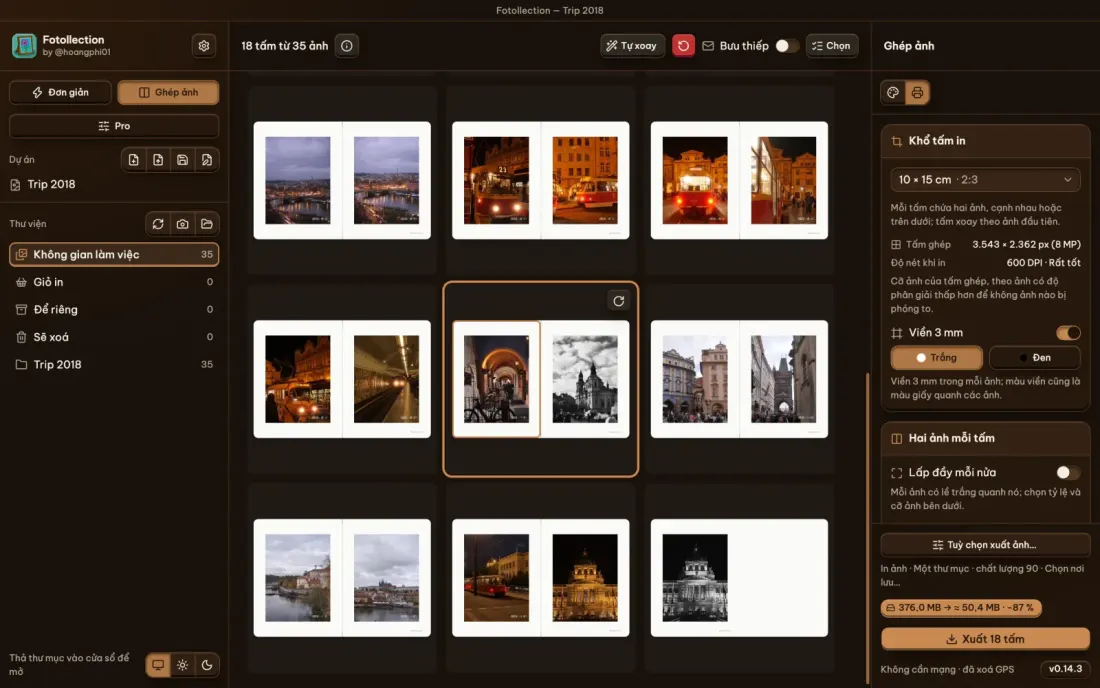 Fotollection — Trip 2018
Fotollection
by @hoangphi01
Đơn giản
Ghép ảnh
Pro
Dự án
Trip 2018
Thư viện
Không gian làm việc 35
Giỏ in 0
Để riêng 0
Sẽ xoá 0
Trip 2018 35
Thả thư mục vào cửa sổ để
mở
18 tấm từ 35 ảnh
Tự xoay
Bưu thiếp
Chọn
21
Ghép ảnh
Khổ tấm in
10 × 15 cm · 2:3
Mỗi tấm chứa hai ảnh, cạnh nhau hoặc
trên dưới; tấm xoay theo ảnh đầu tiên.
Tấm ghép 3.543 × 2.362 px (8 MP)
Độ nét khi in 600 DPI · Rất tốt
Cỡ ảnh của tấm ghép, theo ảnh có độ
phân giải thấp hơn để không ảnh nào bị
phóng to.
Viền 3 mm
Trắng
Đen
Viền 3 mm trong mỗi ảnh; màu viền cũng là
màu giấy quanh các ảnh.
Hai ảnh mỗi tấm
Lấp đầy mỗi nửa
Mỗi ảnh có lề trắng quanh nó; chọn tỷ lệ và
cỡ ảnh bên dưới.
Tuỳ chọn xuất ảnh...
In ảnh · Một thư mục · chất lượng 90 · Chọn nơi
lưu...
376,0 MB → ≈ 50,4 MB · −87 %
Xuất 18 tấm
Không cần mạng · đã xoá GPS
v0.14.3